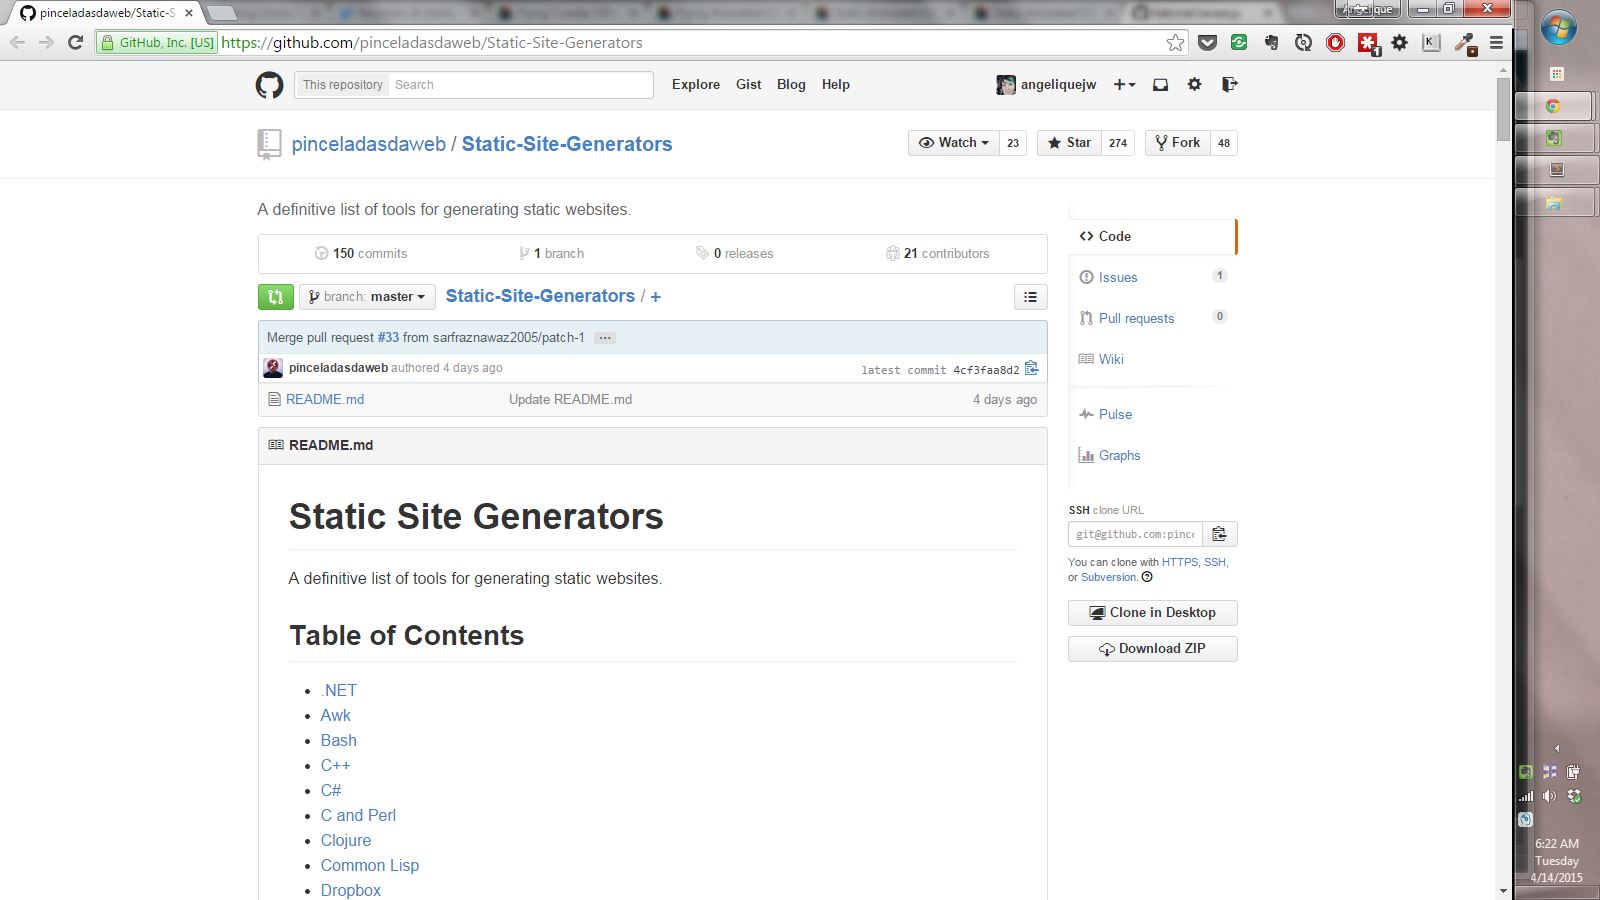 pinceladasdaweb/Static-S
Angelique
GitHub, Inc. [US] https://github.com/pinceladasdaweb/Static-Site-Generators
This repository Search Explore Gist Blog Help angeliquejw
pinceladasdaweb / Static-Site-Generators Watch 23 Star 274 Fork 48
A definitive list of tools for generating static websites.
150 commits 1 branch 0 releases 21 contributors
branch: master Static-Site-Generators / +
Merge pull request #33 from sarfraznawaz2005/patch-1 ...
pinceladasdaweb authored 4 days ago latest commit 4cf3faa8d2
README.md Update README.md 4 days ago
README.md
Static Site Generators
A definitive list of tools for generating static websites.
Table of Contents
.NET
Awk
Bash
C++
C#
C and Perl
Clojure
Common Lisp
Dropbox
Code
Issues 1
Pull requests 0
Wiki
Pulse
Graphs
SSH clone URL
git@github.com:pince
You can clone with HTTPS, SSH,
or Subversion.
Clone in Desktop
Download ZIP
6:22 AM
Tuesday
4/14/2015